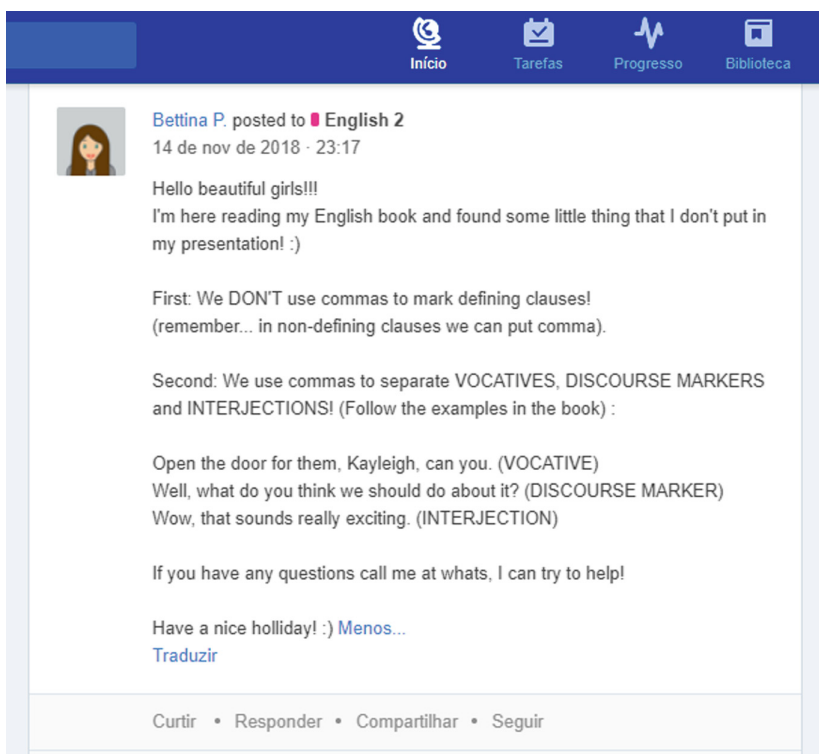 Início Tarefas Progresso Biblioteca
Bettina P. posted to English 2
14 de nov de 2018 · 23:17
Hello beautiful girls!!!
I'm here reading my English book and found some little thing that I don't put in
my presentation! :)
First: We DON'T use commas to mark defining clauses!
(remember... in non-defining clauses we can put comma).
Second: We use commas to separate VOCATIVES, DISCOURSE MARKERS
and INTERJECTIONS! (Follow the examples in the book) :
Open the door for them, Kayleigh, can you. (VOCATIVE)
Well, what do you think we should do about it? (DISCOURSE MARKER)
Wow, that sounds really exciting. (INTERJECTION)
If you have any questions call me at whats, I can try to help!
Have a nice holliday! :) Menos...
Traduzir
Curtir • Responder • Compartilhar • Seguir